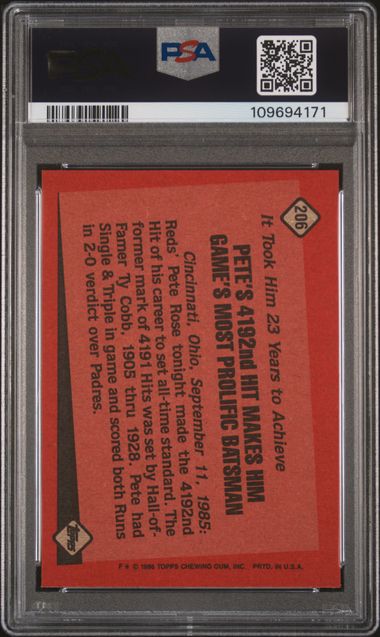 PSA
109694171
206
It Took Him 23 Years to Achieve
PETE'S 4192nd HIT MAKES HIM
GAME'S MOST PROLIFIC BATSMAN
Cincinnati, Ohio, September 11, 1985:
Reds' Pete Rose tonight made the 4192nd
Hit of his career to set all-time standard. The
former mark of 4191 Hits was set by Hall-of-
Famer Ty Cobb, 1905 thru 1928. Pete had
Single & Triple in game and scored both Runs
in 2-0 verdict over Padres.
Topps
F* © 1986 TOPPS CHEWING GUM, INC. PRTD. IN U.S.A.